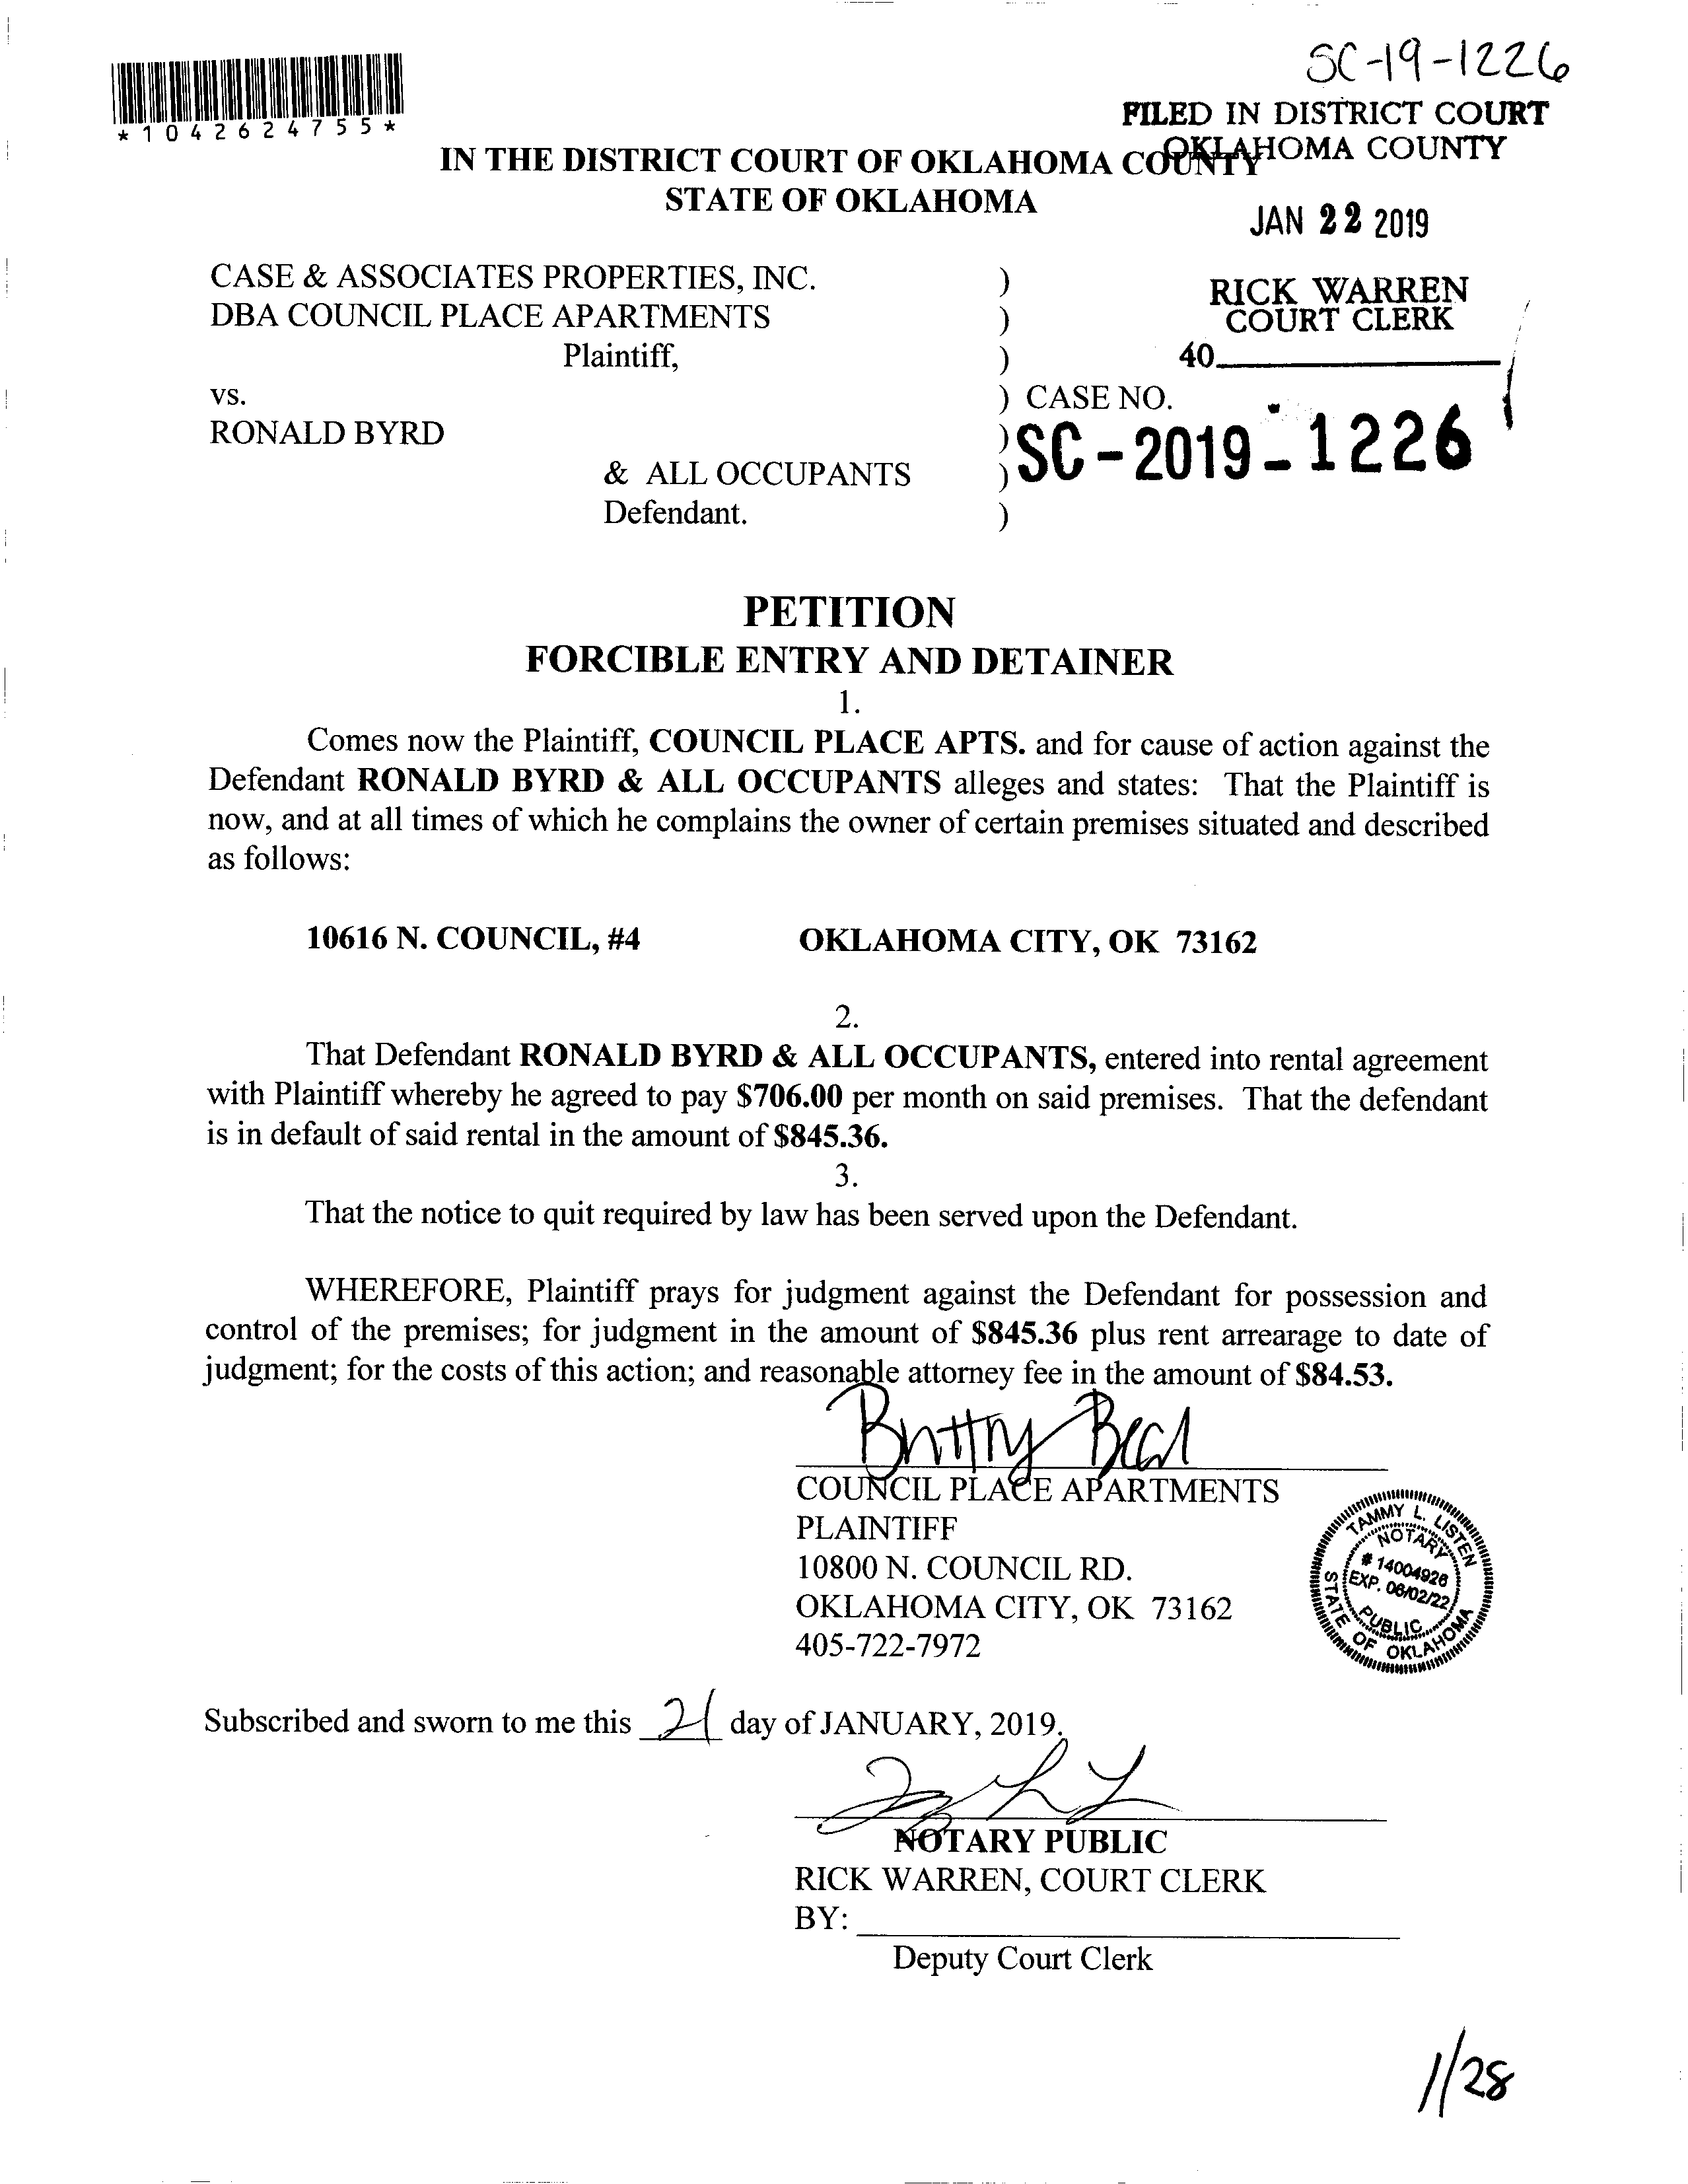 SC-19-1226
*1042624755*
FILED IN DISTRICT COURT
OKLAHOMA COUNTY
IN THE DISTRICT COURT OF OKLAHOMA COUNTY
STATE OF OKLAHOMA
JAN 22 2019
CASE & ASSOCIATES PROPERTIES, INC. )
DBA COUNCIL PLACE APARTMENTS )
Plaintiff, )
RICK WARREN
COURT CLERK
40
vs. ) CASE NO.
RONALD BYRD ) SC-2019-1226
& ALL OCCUPANTS )
Defendant. )
PETITION
FORCIBLE ENTRY AND DETAINER
1.
Comes now the Plaintiff, COUNCIL PLACE APTS. and for cause of action against the
Defendant RONALD BYRD & ALL OCCUPANTS alleges and states: That the Plaintiff is
now, and at all times of which he complains the owner of certain premises situated and described
as follows:
10616 N. COUNCIL, #4 OKLAHOMA CITY, OK 73162
2.
That Defendant RONALD BYRD & ALL OCCUPANTS, entered into rental agreement
with Plaintiff whereby he agreed to pay $706.00 per month on said premises. That the defendant
is in default of said rental in the amount of $845.36.
3.
That the notice to quit required by law has been served upon the Defendant.
WHEREFORE, Plaintiff prays for judgment against the Defendant for possession and
control of the premises; for judgment in the amount of $845.36 plus rent arrearage to date of
judgment; for the costs of this action; and reasonable attorney fee in the amount of $84.53.
COUNCIL PLACE APARTMENTS
PLAINTIFF
10800 N. COUNCIL RD.
OKLAHOMA CITY, OK 73162
405-722-7972
TAMMY L. LISTEN
NOTARY
# 14004926
EXP. 06/02/22
PUBLIC
STATE OF OKLAHOMA
Subscribed and sworn to me this 21 day of JANUARY, 2019.
NOTARY PUBLIC
RICK WARREN, COURT CLERK
BY:
Deputy Court Clerk
1/28